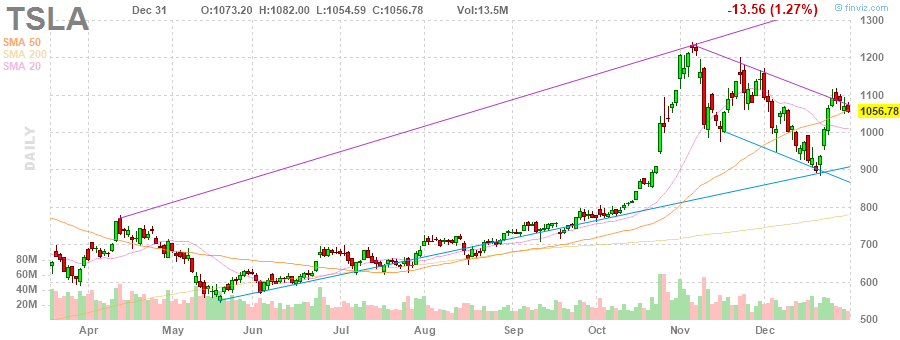 TSLA Dec 31 O:1073.20 H:1082.00 L:1054.59 C:1056.78 Vol:13.5M -13.56 (1.27%) finviz.com
SMA 50
SMA 200
SMA 20
DAILY
1300
1200
1100
1056.78
1000
900
800
700
600
500
80M
60M
40M
20M
Apr May Jun Jul Aug Sep Oct Nov Dec